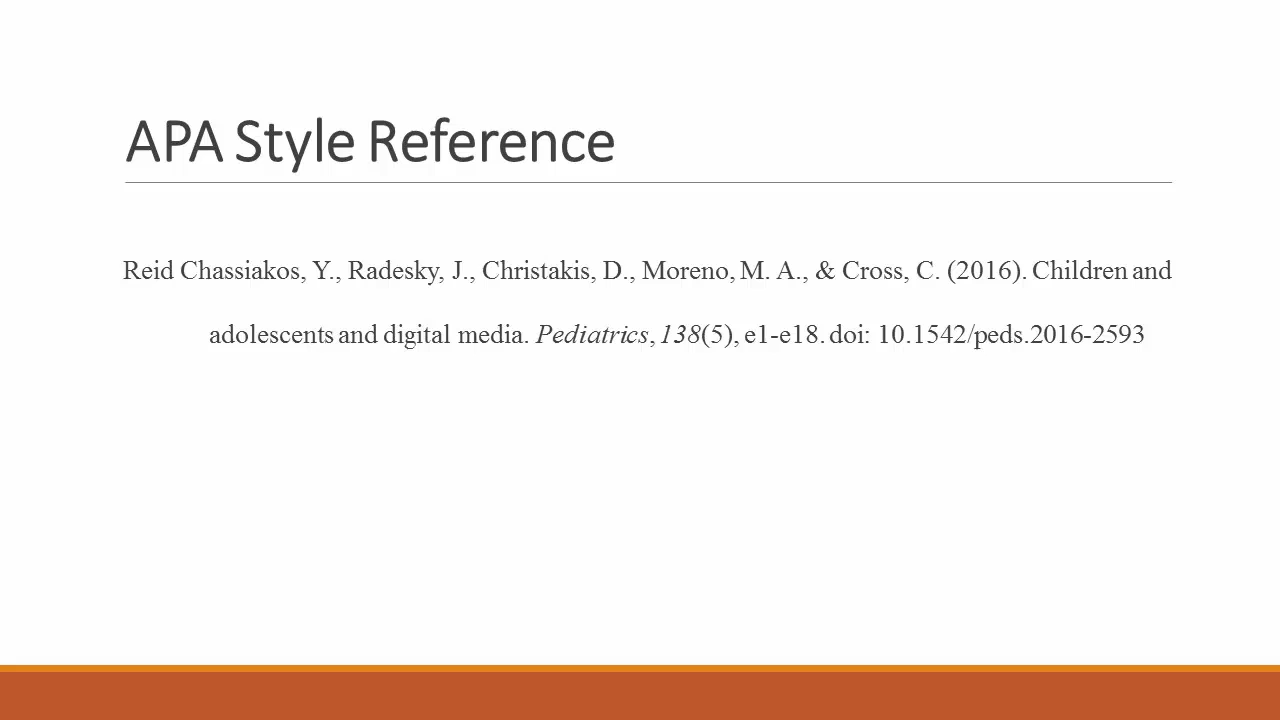 APA Style Reference
Reid Chassiakos, Y., Radesky, J., Christakis, D., Moreno, M. A., & Cross, C. (2016). Children and
adolescents and digital media. Pediatrics, 138(5), e1-e18. doi: 10.1542/peds.2016-2593